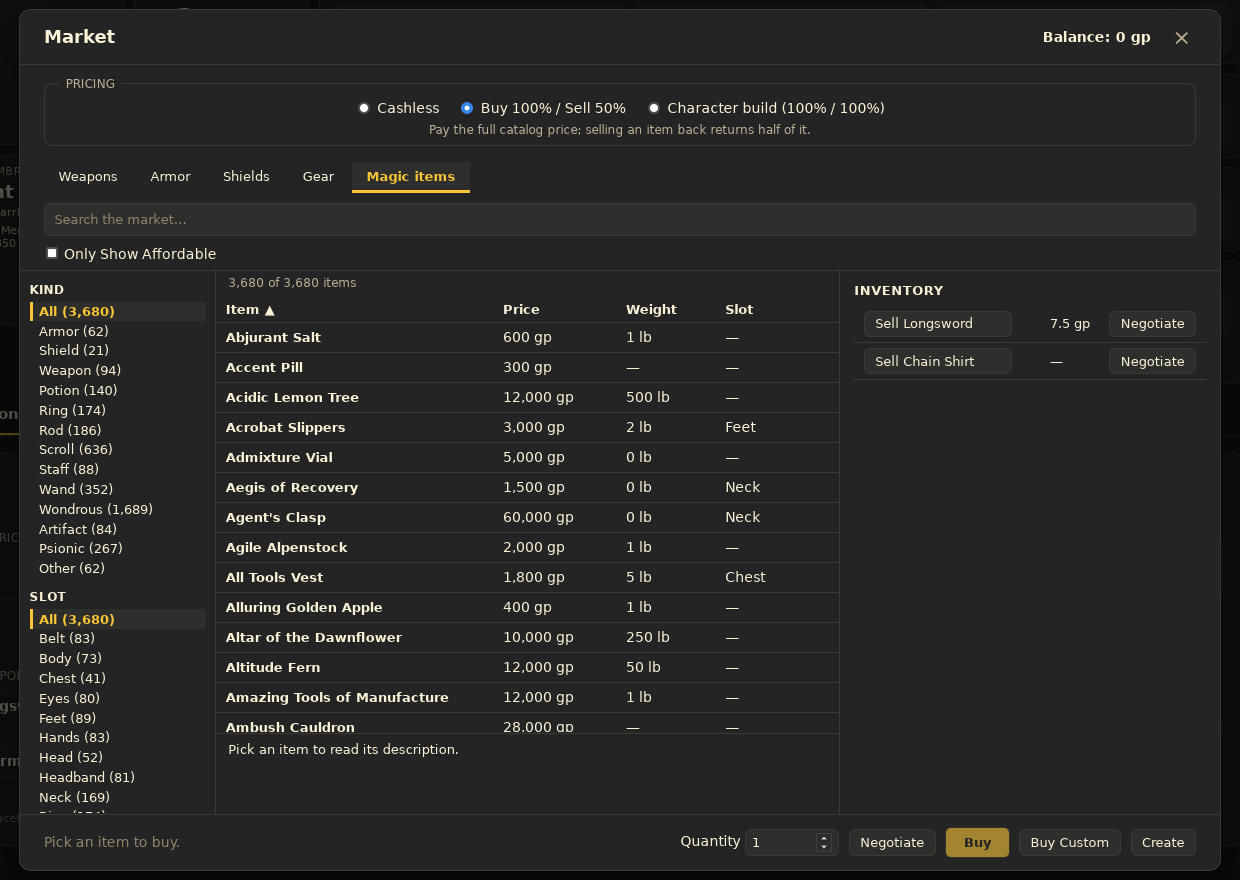 Market
Balance: 0 gp
PRICING
Cashless
Buy 100% / Sell 50%
Character build (100% / 100%)
Pay the full catalog price; selling an item back returns half of it.
Weapons
Armor
Shields
Gear
Magic items
Search the market...
Only Show Affordable
KIND
All (3,680)
Armor (62)
Shield (21)
Weapon (94)
Potion (140)
Ring (174)
Rod (186)
Scroll (636)
Staff (88)
Wand (352)
Wondrous (1,689)
Artifact (84)
Psionic (267)
Other (62)
SLOT
All (3,680)
Belt (83)
Body (73)
Chest (41)
Eyes (80)
Feet (89)
Hands (83)
Head (52)
Headband (81)
Neck (169)
3,680 of 3,680 items
Item ▲ Price Weight Slot
Abjurant Salt 600 gp 1 lb —
Accent Pill 300 gp — —
Acidic Lemon Tree 12,000 gp 500 lb —
Acrobat Slippers 3,000 gp 2 lb Feet
Admixture Vial 5,000 gp 0 lb —
Aegis of Recovery 1,500 gp 0 lb Neck
Agent's Clasp 60,000 gp 0 lb Neck
Agile Alpenstock 2,000 gp 1 lb —
All Tools Vest 1,800 gp 5 lb Chest
Alluring Golden Apple 400 gp 1 lb —
Altar of the Dawnflower 10,000 gp 250 lb —
Altitude Fern 12,000 gp 50 lb —
Amazing Tools of Manufacture 12,000 gp 1 lb —
Ambush Cauldron 28,000 gp — —
Pick an item to read its description.
INVENTORY
Sell Longsword 7.5 gp Negotiate
Sell Chain Shirt — Negotiate
Pick an item to buy.
Quantity 1
Negotiate
Buy
Buy Custom
Create